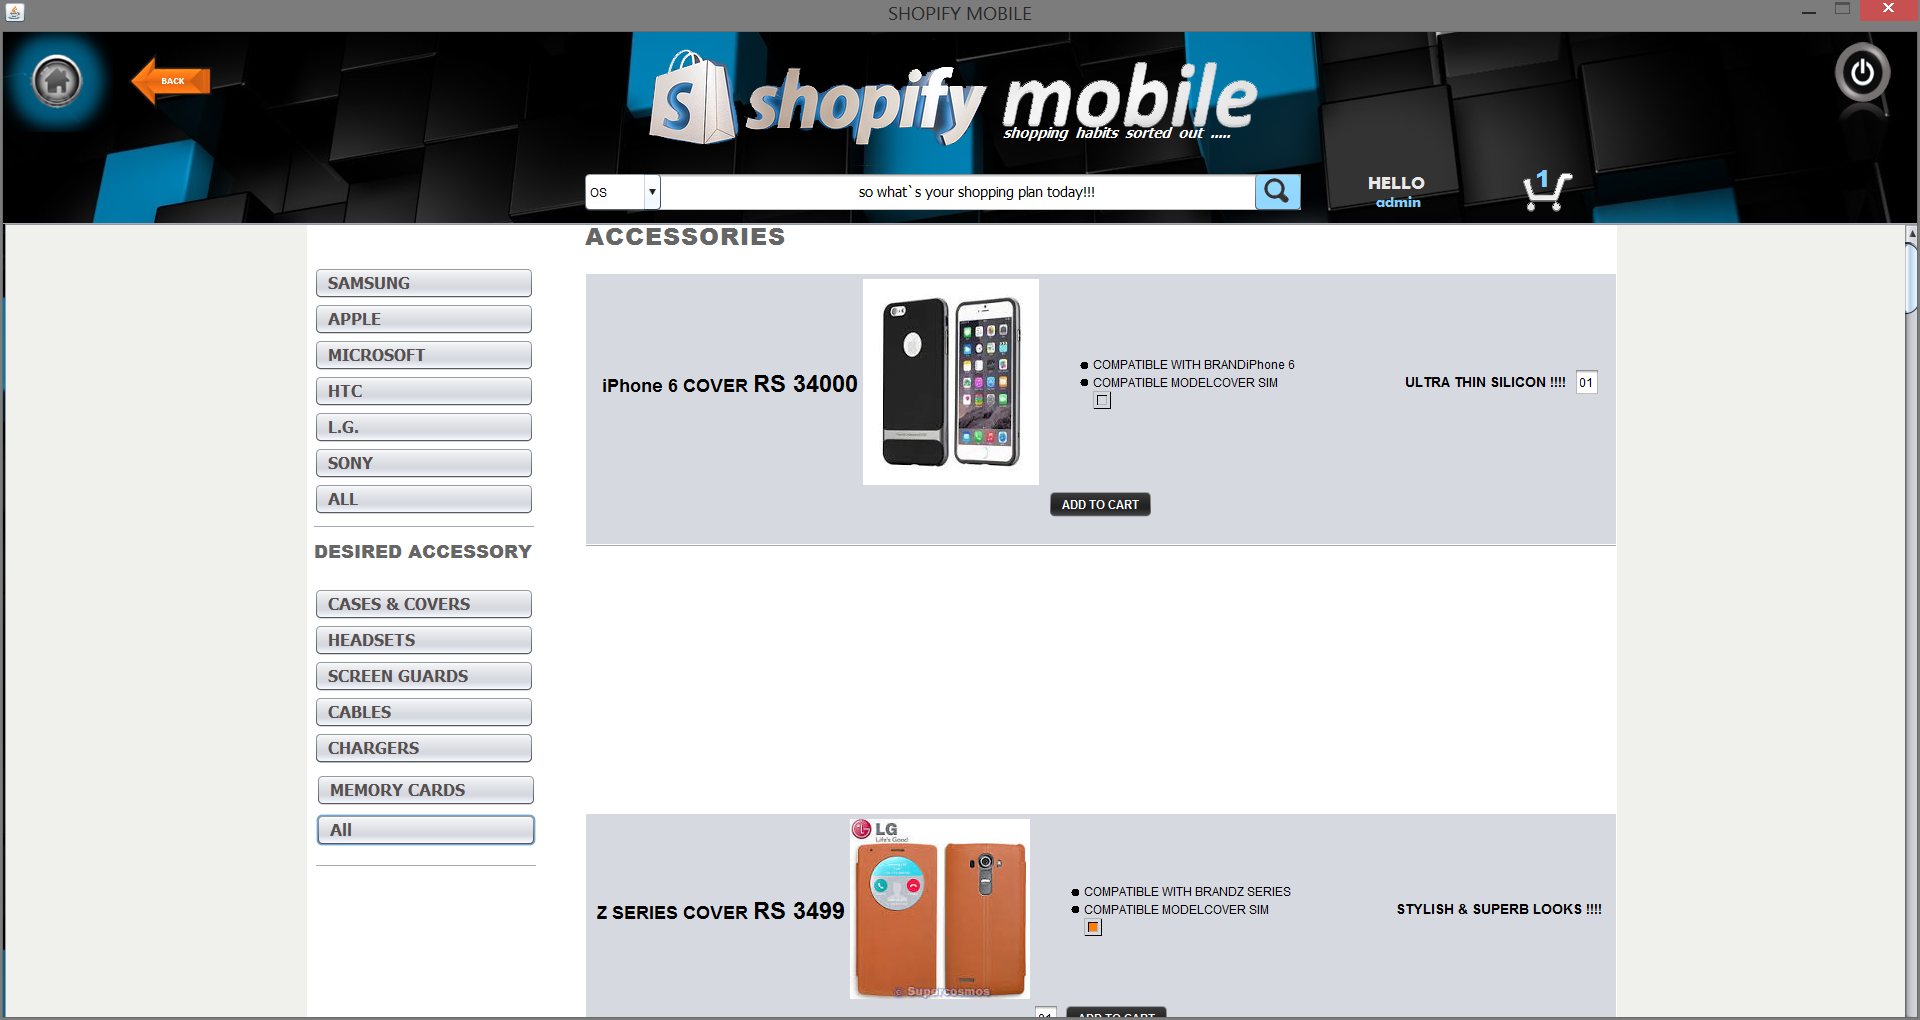 SHOPIFY MOBILE
BACK
S shopify mobile
shopping habits sorted out .....
OS
so what`s your shopping plan today!!!
HELLO
admin
1
ACCESSORIES
SAMSUNG
APPLE
MICROSOFT
HTC
L.G.
SONY
ALL
DESIRED ACCESSORY
CASES & COVERS
HEADSETS
SCREEN GUARDS
CABLES
CHARGERS
MEMORY CARDS
All
iPhone 6 COVER RS 34000
COMPATIBLE WITH BRANDiPhone 6
COMPATIBLE MODELCOVER SIM
ULTRA THIN SILICON !!!!
01
ADD TO CART
LG
Life's Good
Z SERIES COVER RS 3499
COMPATIBLE WITH BRANDZ SERIES
COMPATIBLE MODELCOVER SIM
STYLISH & SUPERB LOOKS !!!!
© Supercosmos
01
ADD TO CART